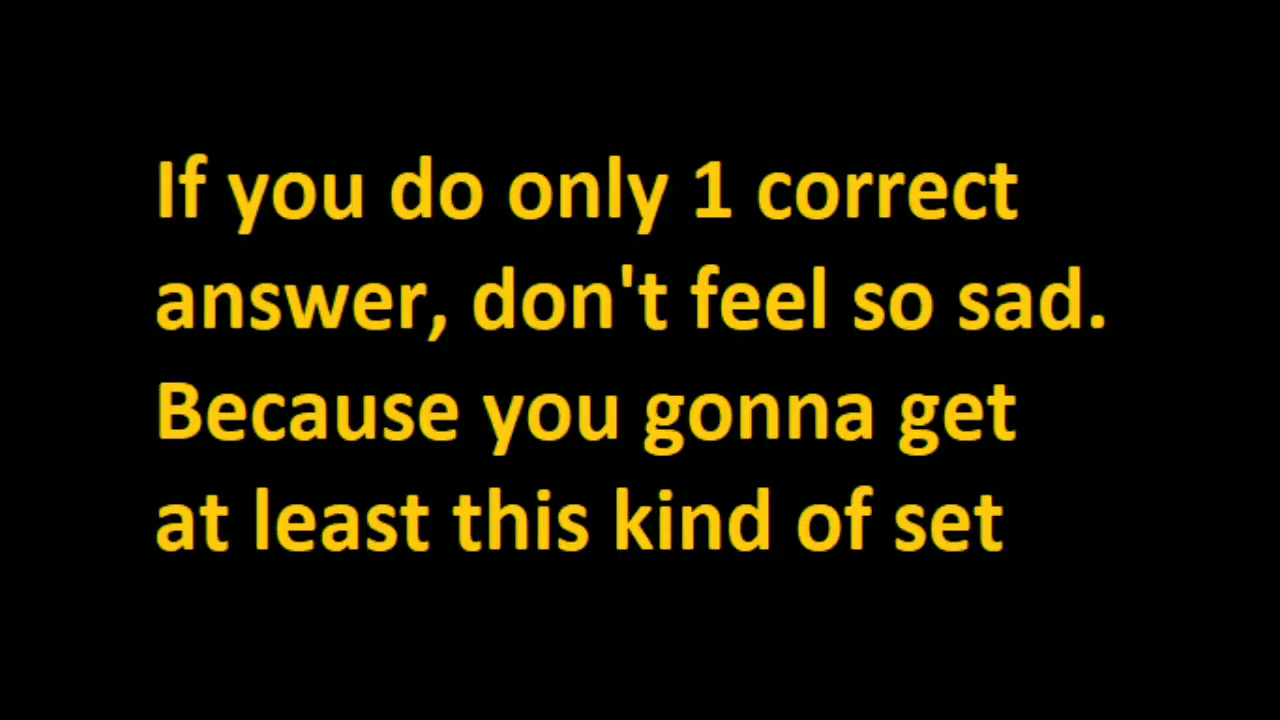 If you do only 1 correct
answer, don't feel so sad.
Because you gonna get
at least this kind of set